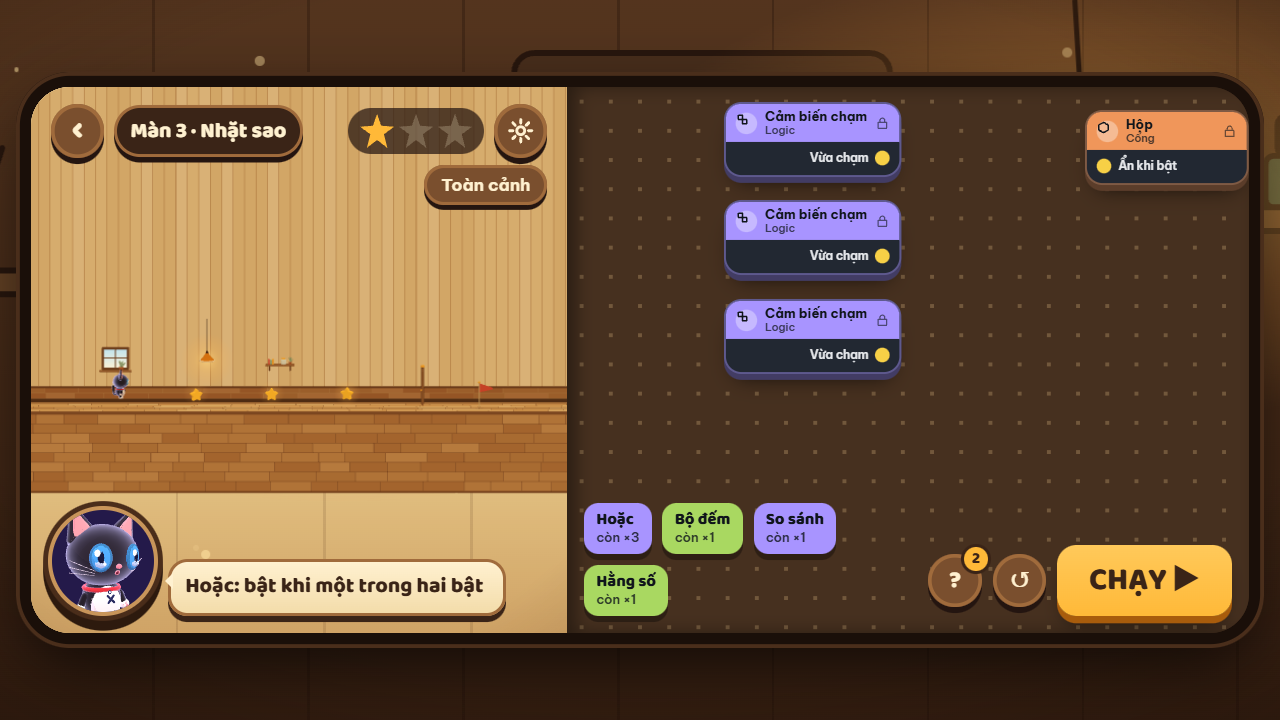 Màn 3 • Nhặt sao
Toàn cảnh
Cảm biến chạm
Logic
Vừa chạm
Cảm biến chạm
Logic
Vừa chạm
Cảm biến chạm
Logic
Vừa chạm
Hộp
Cổng
Ẩn khi bật
Hoặc
còn ×3
Bộ đếm
còn ×1
So sánh
còn ×1
Hằng số
còn ×1
Hoặc: bật khi một trong hai bật
?
2
CHẠY